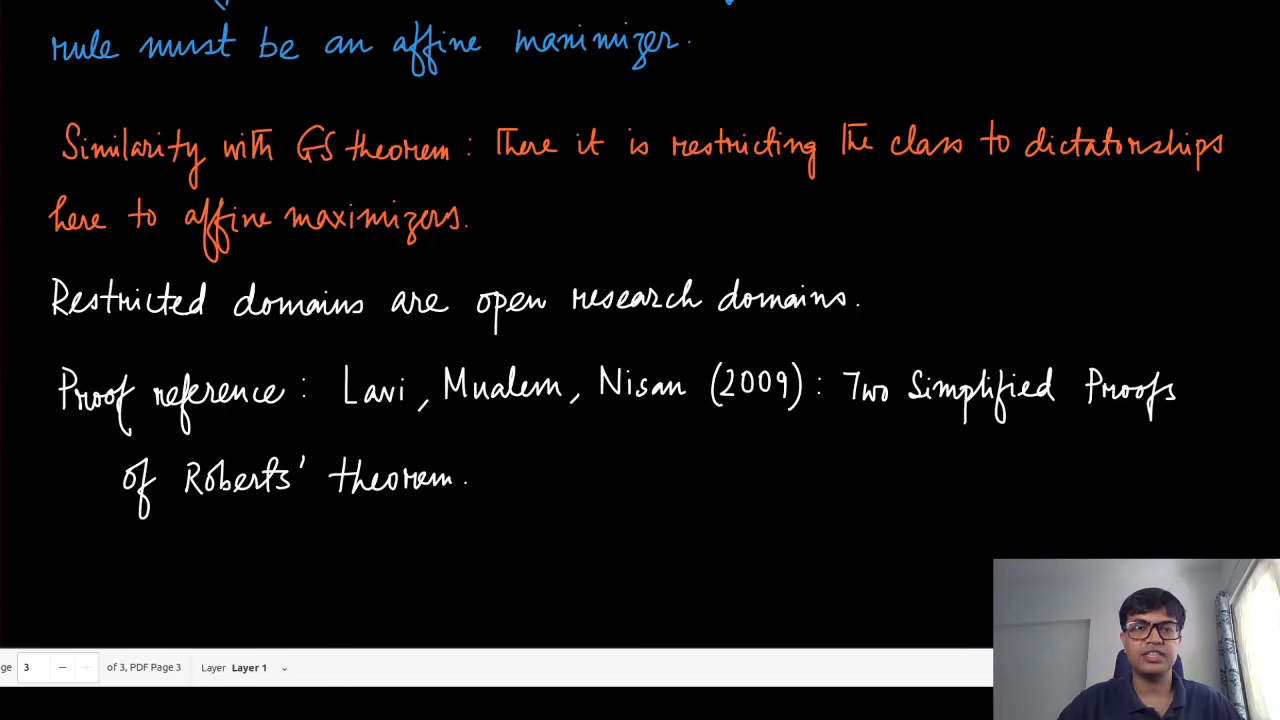 rule must be an affine maximizer.
Similarity with GS theorem : There it is restricting the class to dictatorships
here to affine maximizers.
Restricted domains are open research domains.
Proof reference : Lavi, Mualem, Nisan (2009) : Two Simplified Proofs
of Roberts' theorem.
ge 3 of 3, PDF Page 3 Layer Layer 1